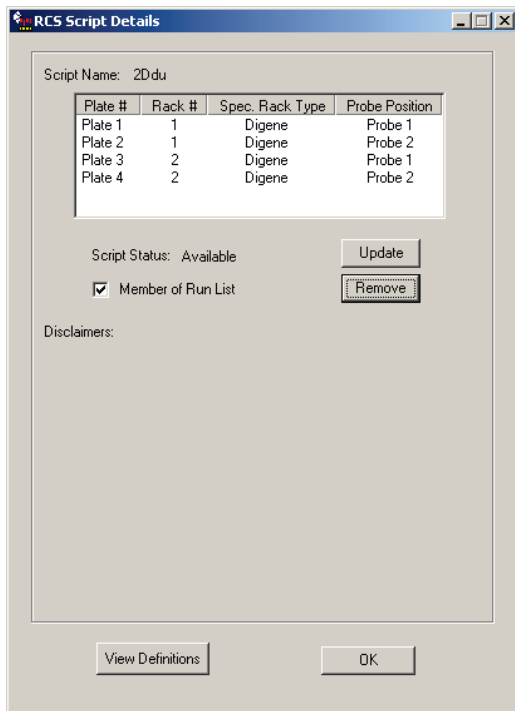 RCS Script Details
Script Name: 2Ddu
Plate # Rack # Spec. Rack Type Probe Position
Plate 1 1 Digene Probe 1
Plate 2 1 Digene Probe 2
Plate 3 2 Digene Probe 1
Plate 4 2 Digene Probe 2
Script Status: Available Update
Member of Run List Remove
Disclaimers:
View Definitions OK